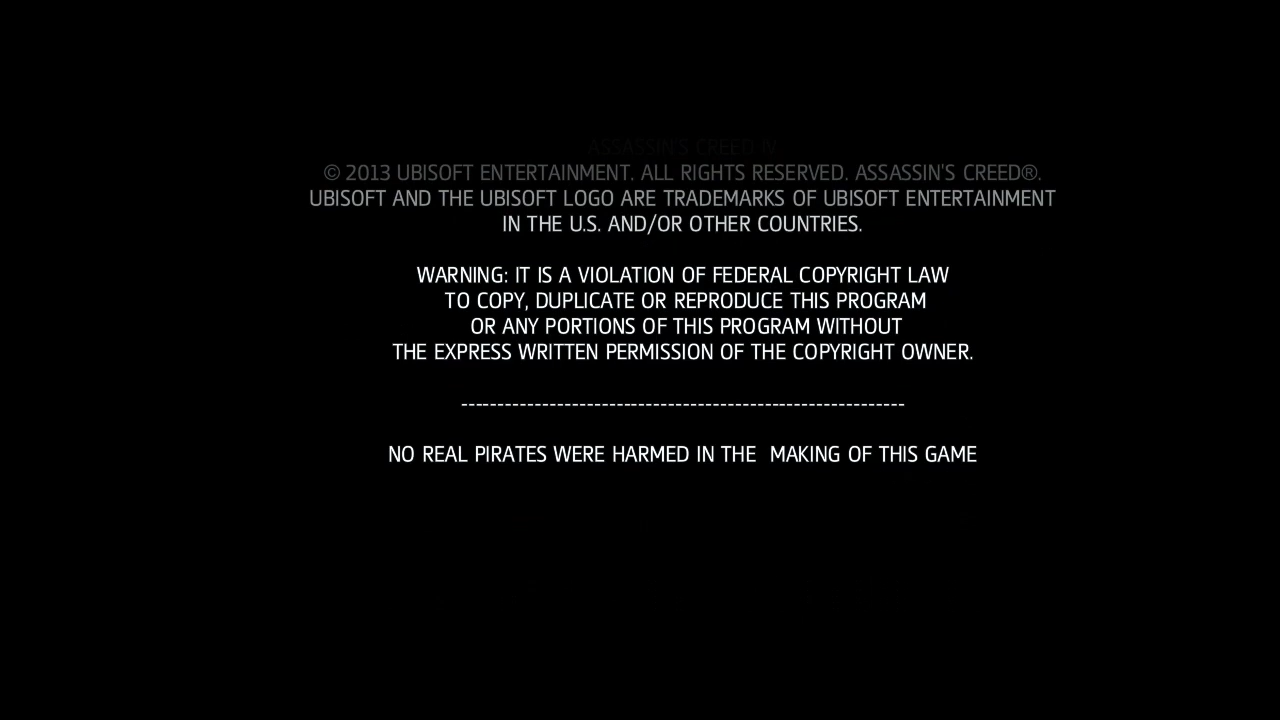 ASSASSIN'S CREED IV
© 2013 UBISOFT ENTERTAINMENT. ALL RIGHTS RESERVED. ASSASSIN'S CREED®.
UBISOFT AND THE UBISOFT LOGO ARE TRADEMARKS OF UBISOFT ENTERTAINMENT
IN THE U.S. AND/OR OTHER COUNTRIES.
WARNING: IT IS A VIOLATION OF FEDERAL COPYRIGHT LAW
TO COPY, DUPLICATE OR REPRODUCE THIS PROGRAM
OR ANY PORTIONS OF THIS PROGRAM WITHOUT
THE EXPRESS WRITTEN PERMISSION OF THE COPYRIGHT OWNER.
------------------------------------------------------------
NO REAL PIRATES WERE HARMED IN THE  MAKING OF THIS GAME